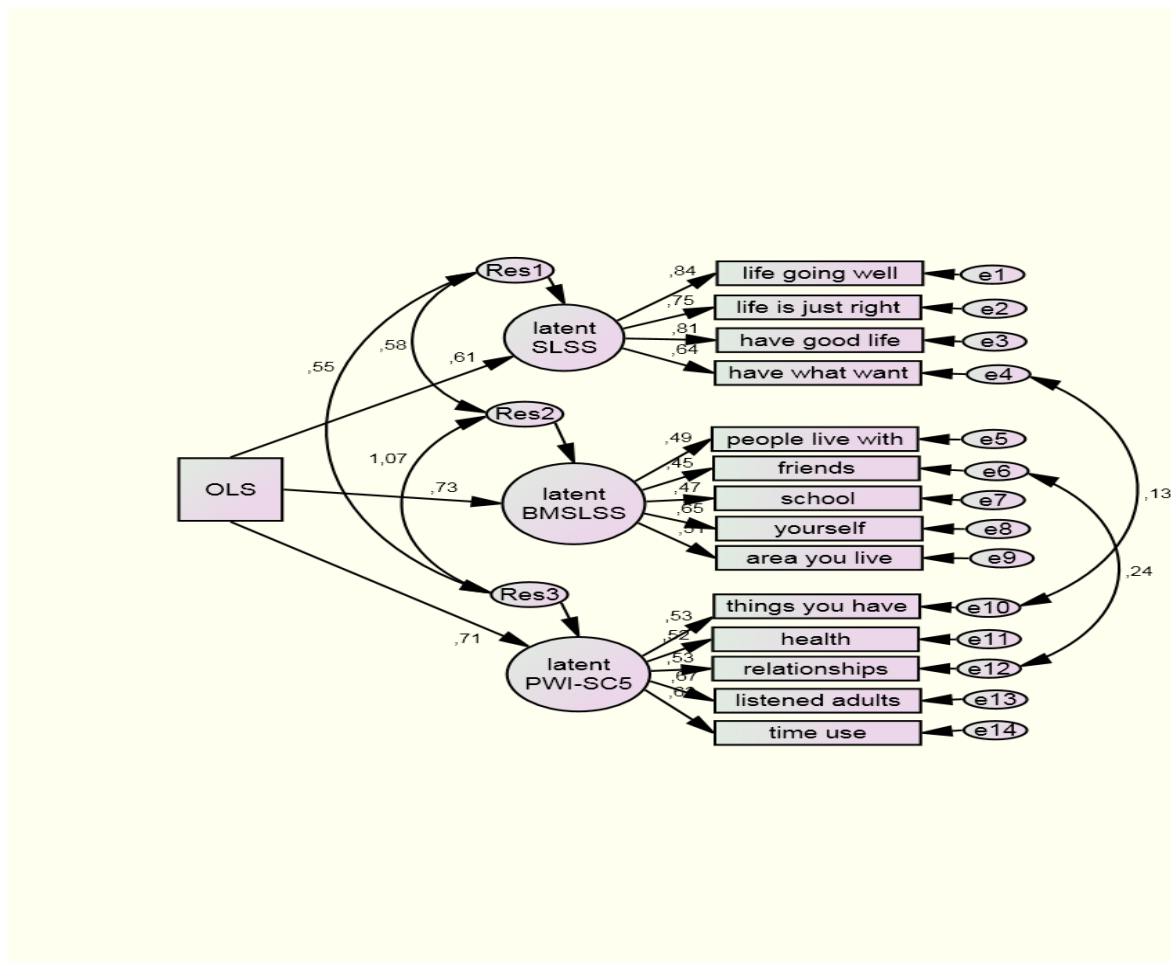 Res1
,84
life going well
e1
,75
life is just right
e2
latent
SLSS
,81
have good life
e3
,64
have what want
e4
,55
,58
,61
Res2
,49
people live with
e5
,45
friends
e6
,47
school
e7
latent
BMSLSS
,65
yourself
e8
area you live
e9
,13
,24
1,07
OLS
,73
Res3
,53
things you have
e10
,52
health
e11
,53
relationships
e12
,71
latent
PWI-SC5
,67
listened adults
e13
time use
e14